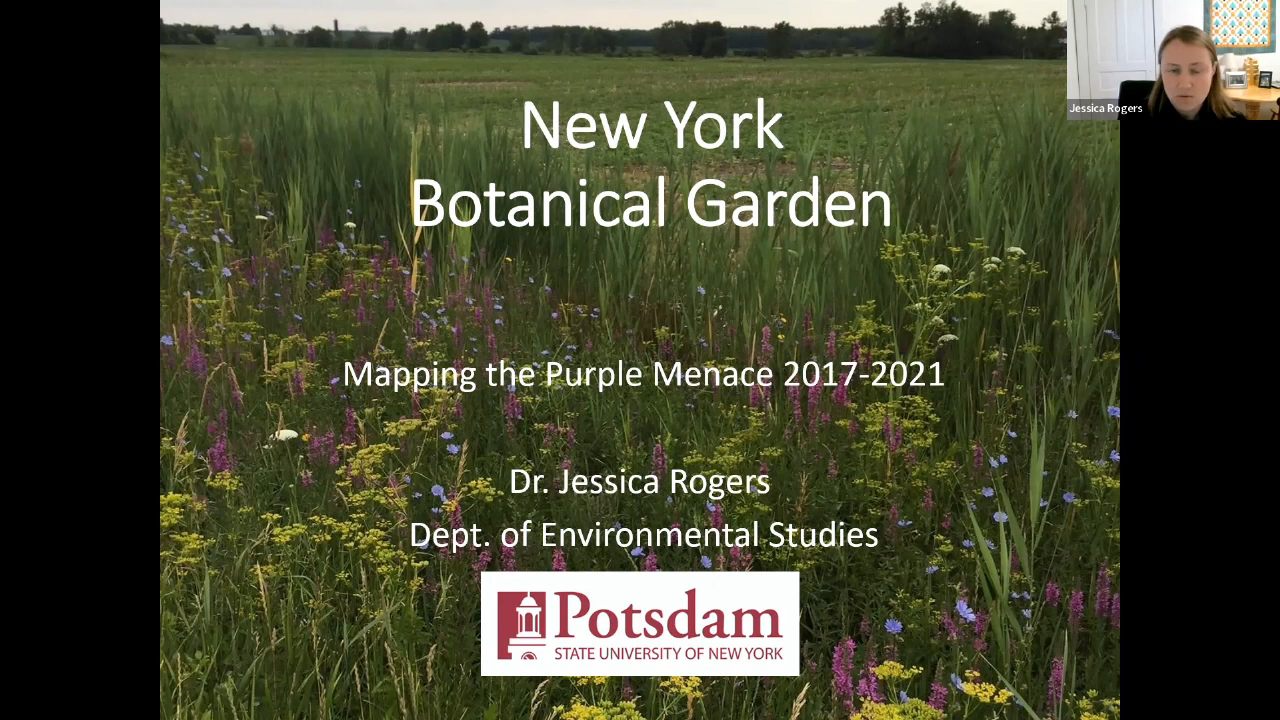 New York
Botanical Garden
Jessica Rogers
Mapping the Purple Menace 2017-2021
Dr. Jessica Rogers
Dept. of Environmental Studies
Potsdam
STATE UNIVERSITY OF NEW YORK